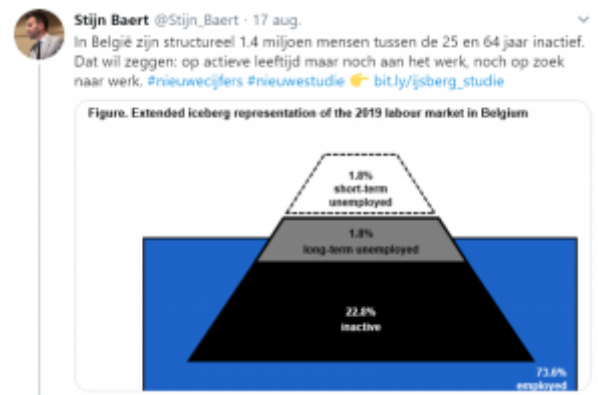 Stijn Baert @Stijn_Baert · 17 aug.
In België zijn structureel 1.4 miljoen mensen tussen de 25 en 64 jaar inactief.
Dat wil zeggen: op actieve leeftijd maar noch aan het werk, noch op zoek
naar werk. #nieuwecijfers #nieuwestudie 👉 bit.ly/ijsberg_studie
Figure. Extended iceberg representation of the 2019 labour market in Belgium
1.8%
short-term
unemployed
1.8%
long-term unemployed
22.8%
inactive
73.6%
employed